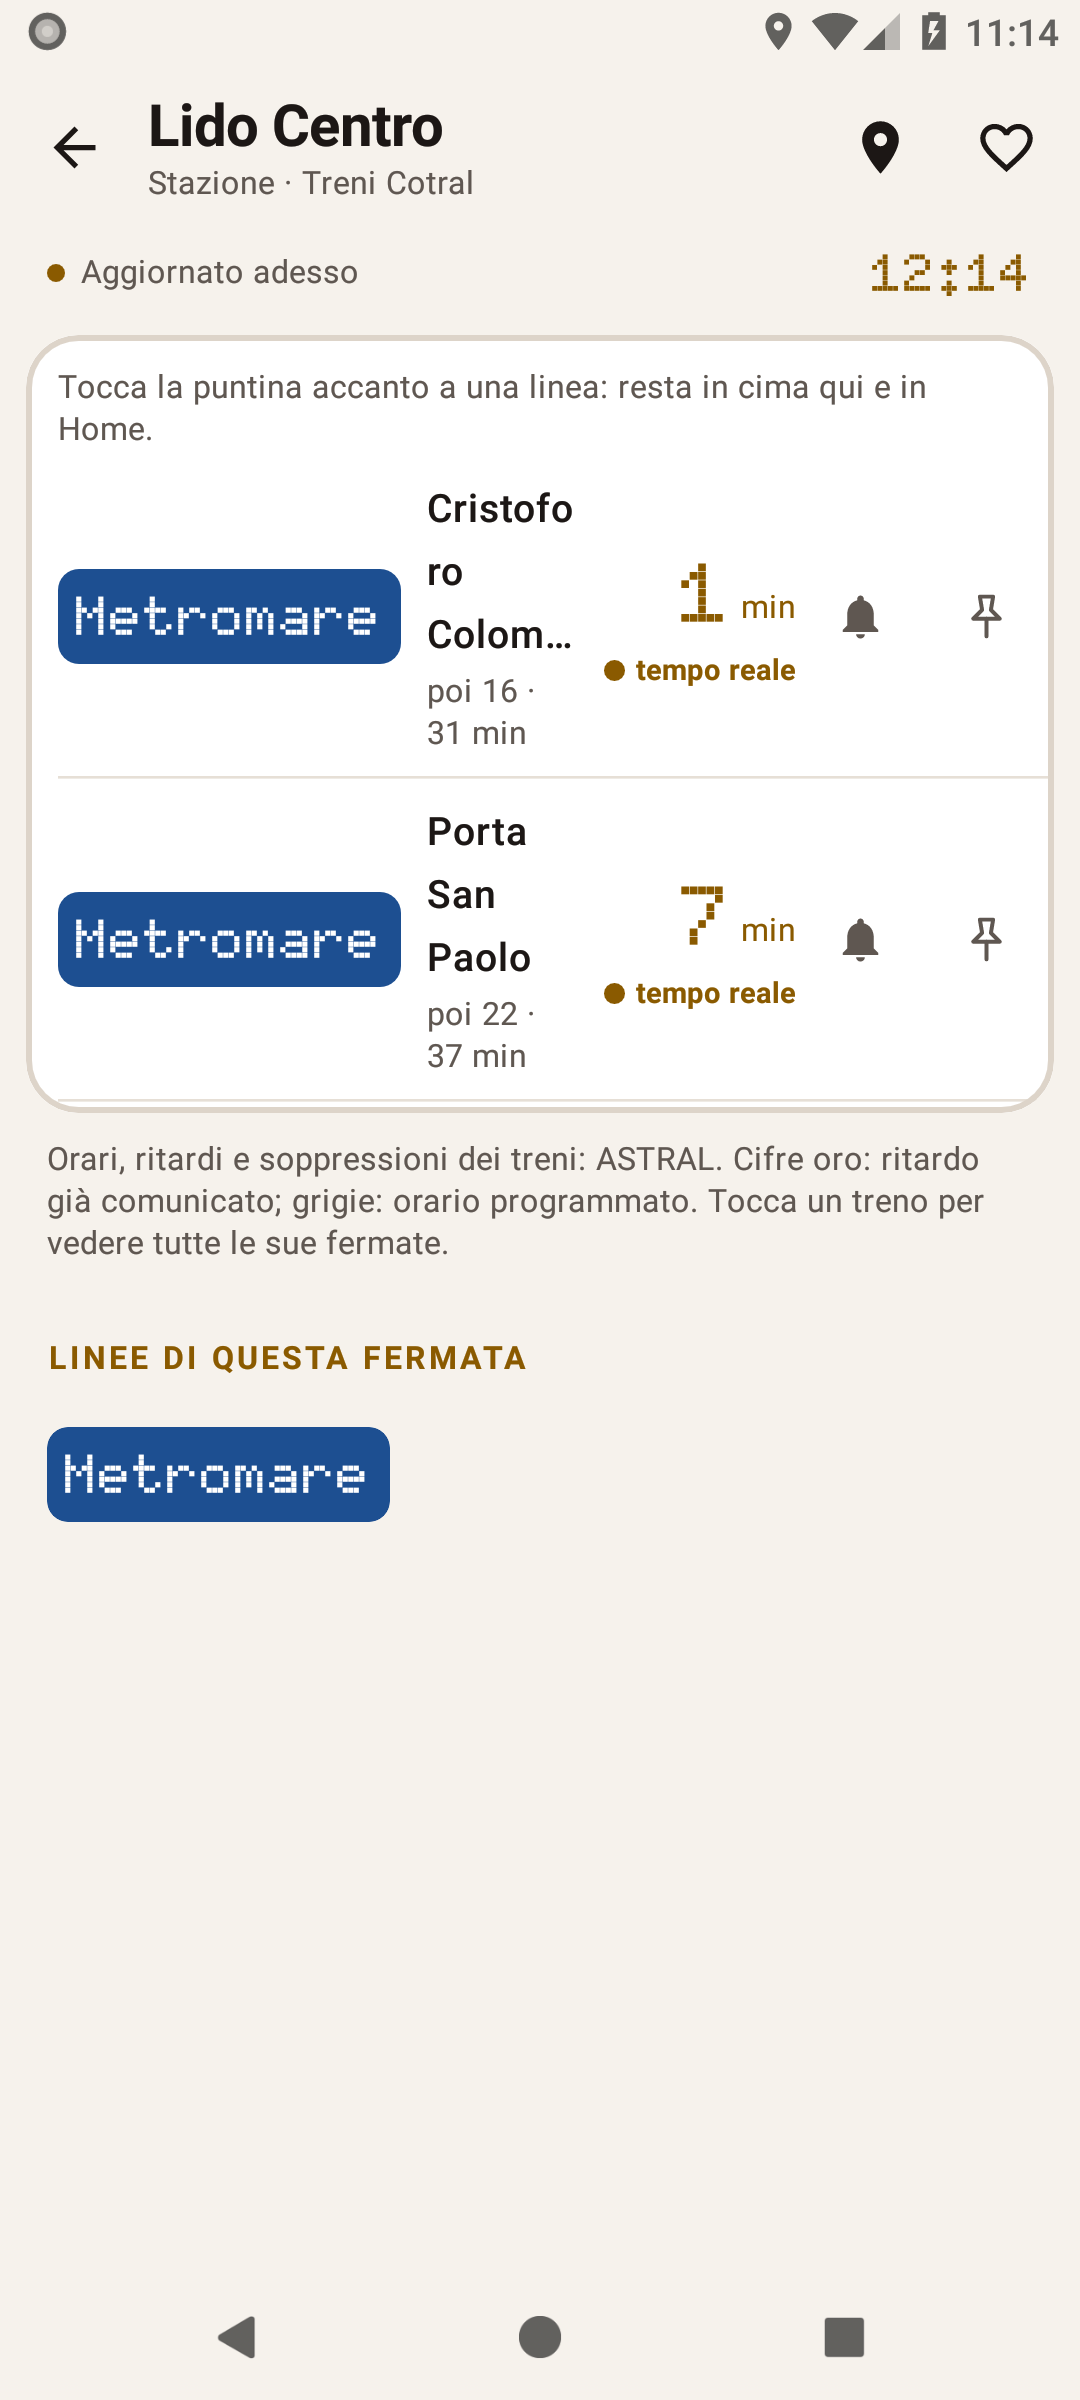 11:14
Lido Centro
Stazione · Treni Cotral
Aggiornato adesso
12:14
Tocca la puntina accanto a una linea: resta in cima qui e in
Home.
Metromare
Cristofo
ro
Colom...
poi 16 ·
31 min
1 min
tempo reale
Metromare
Porta
San
Paolo
poi 22 ·
37 min
7 min
tempo reale
Orari, ritardi e soppressioni dei treni: ASTRAL. Cifre oro: ritardo
già comunicato; grigie: orario programmato. Tocca un treno per
vedere tutte le sue fermate.
LINEE DI QUESTA FERMATA
Metromare